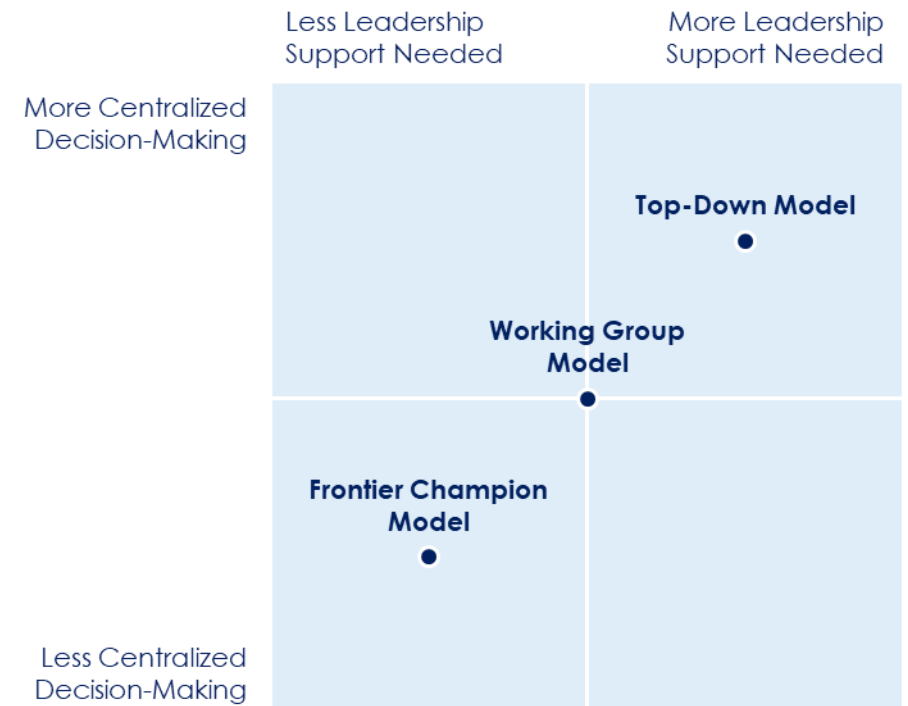 Less Leadership
Support Needed
More Leadership
Support Needed
More Centralized
Decision-Making
Top-Down Model
Working Group
Model
Frontier Champion
Model
Less Centralized
Decision-Making